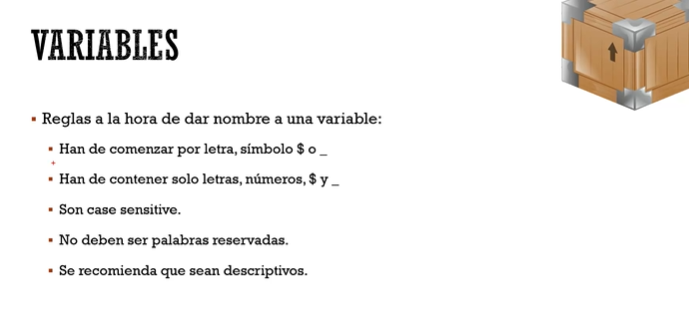 VARIABLES
Reglas a la hora de dar nombre a una variable:
Han de comenzar por letra, símbolo $ o _
Han de contener solo letras, números, $ y _
Son case sensitive.
No deben ser palabras reservadas.
Se recomienda que sean descriptivos.